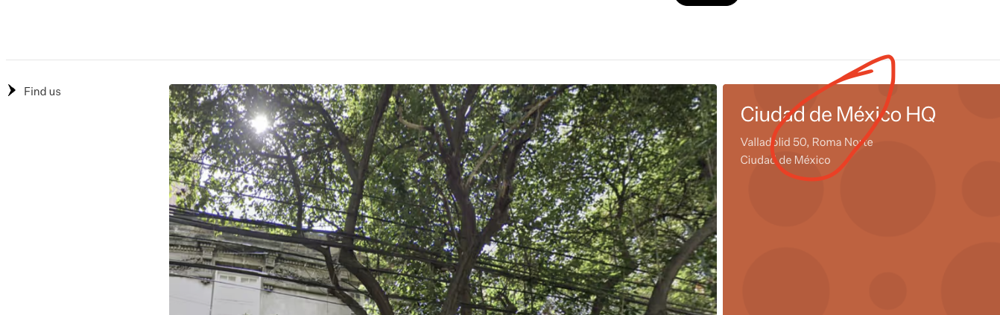 Find us
Ciudad de México HQ
Valladolid 50, Roma Norte
Ciudad de México